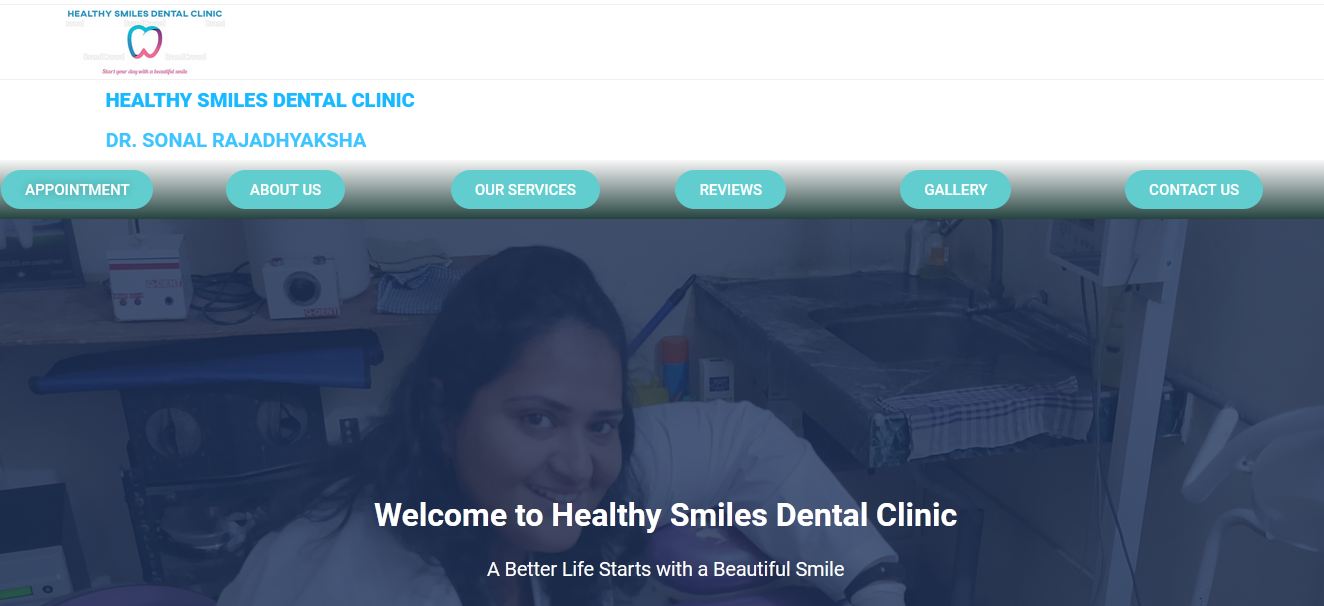 HEALTHY SMILES DENTAL CLINIC
Start your day with a beautiful smile
HEALTHY SMILES DENTAL CLINIC
DR. SONAL RAJADHYAKSHA
APPOINTMENT ABOUT US OUR SERVICES REVIEWS GALLERY CONTACT US
Welcome to Healthy Smiles Dental Clinic
A Better Life Starts with a Beautiful Smile